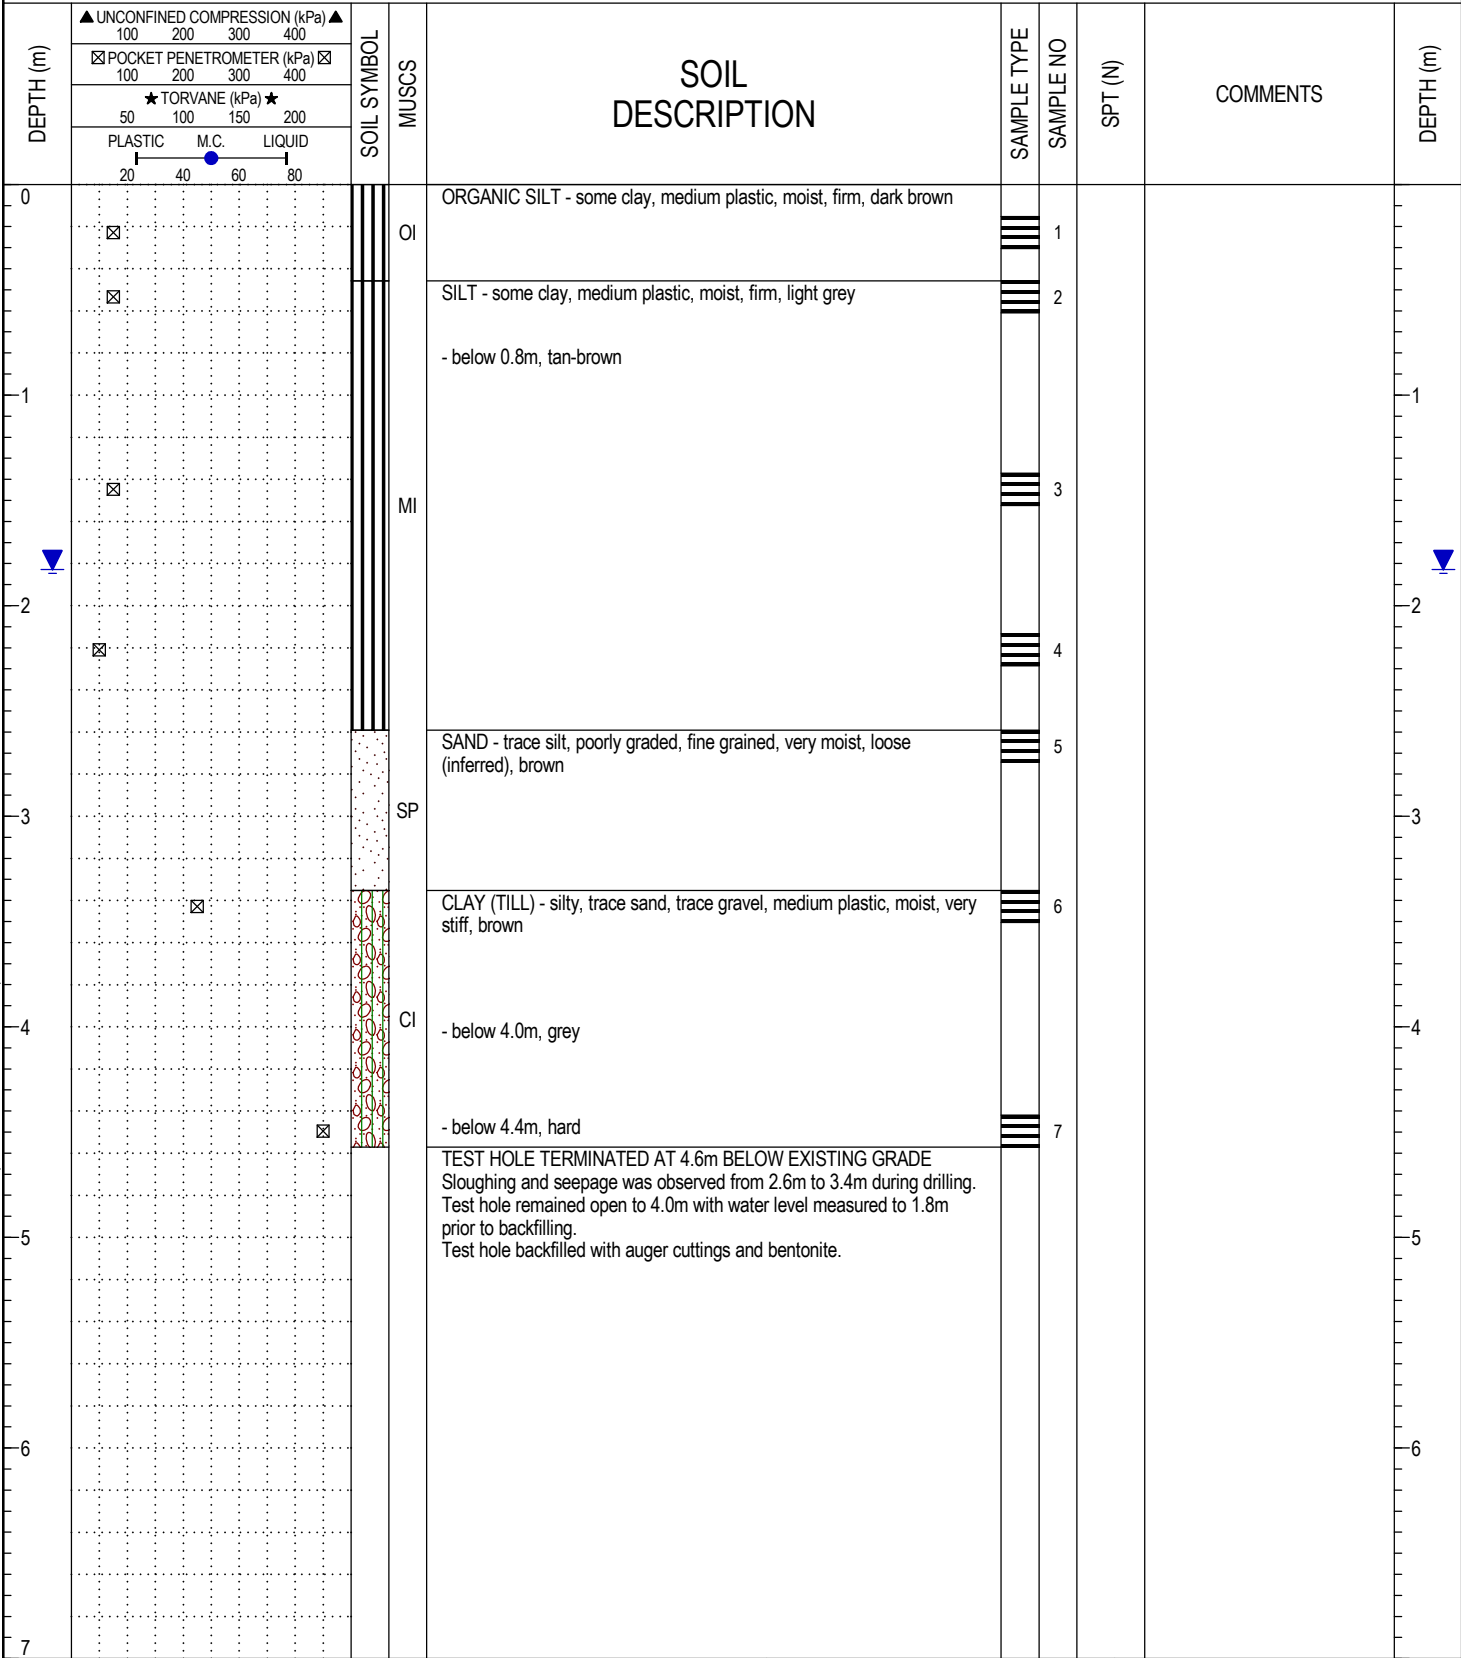 DEPTH (m)
▲ UNCONFINED COMPRESSION (kPa) ▲
100 200 300 400
☒ POCKET PENETROMETER (kPa) ☒
100 200 300 400
★ TORVANE (kPa) ★
50 100 150 200
PLASTIC M.C. LIQUID
20 40 60 80
SOIL SYMBOL
MUSCS
SOIL
DESCRIPTION
SAMPLE TYPE
SAMPLE NO
SPT (N)
COMMENTS
DEPTH (m)
0
ORGANIC SILT - some clay, medium plastic, moist, firm, dark brown
OI
1
SILT - some clay, medium plastic, moist, firm, light grey
2
- below 0.8m, tan-brown
1
1
3
MI
2
2
4
SAND - trace silt, poorly graded, fine grained, very moist, loose
(inferred), brown
5
SP
3
3
CLAY (TILL) - silty, trace sand, trace gravel, medium plastic, moist, very
stiff, brown
6
CI
4
- below 4.0m, grey
4
- below 4.4m, hard
7
TEST HOLE TERMINATED AT 4.6m BELOW EXISTING GRADE
Sloughing and seepage was observed from 2.6m to 3.4m during drilling.
Test hole remained open to 4.0m with water level measured to 1.8m
prior to backfilling.
Test hole backfilled with auger cuttings and bentonite.
5
5
6
6
7